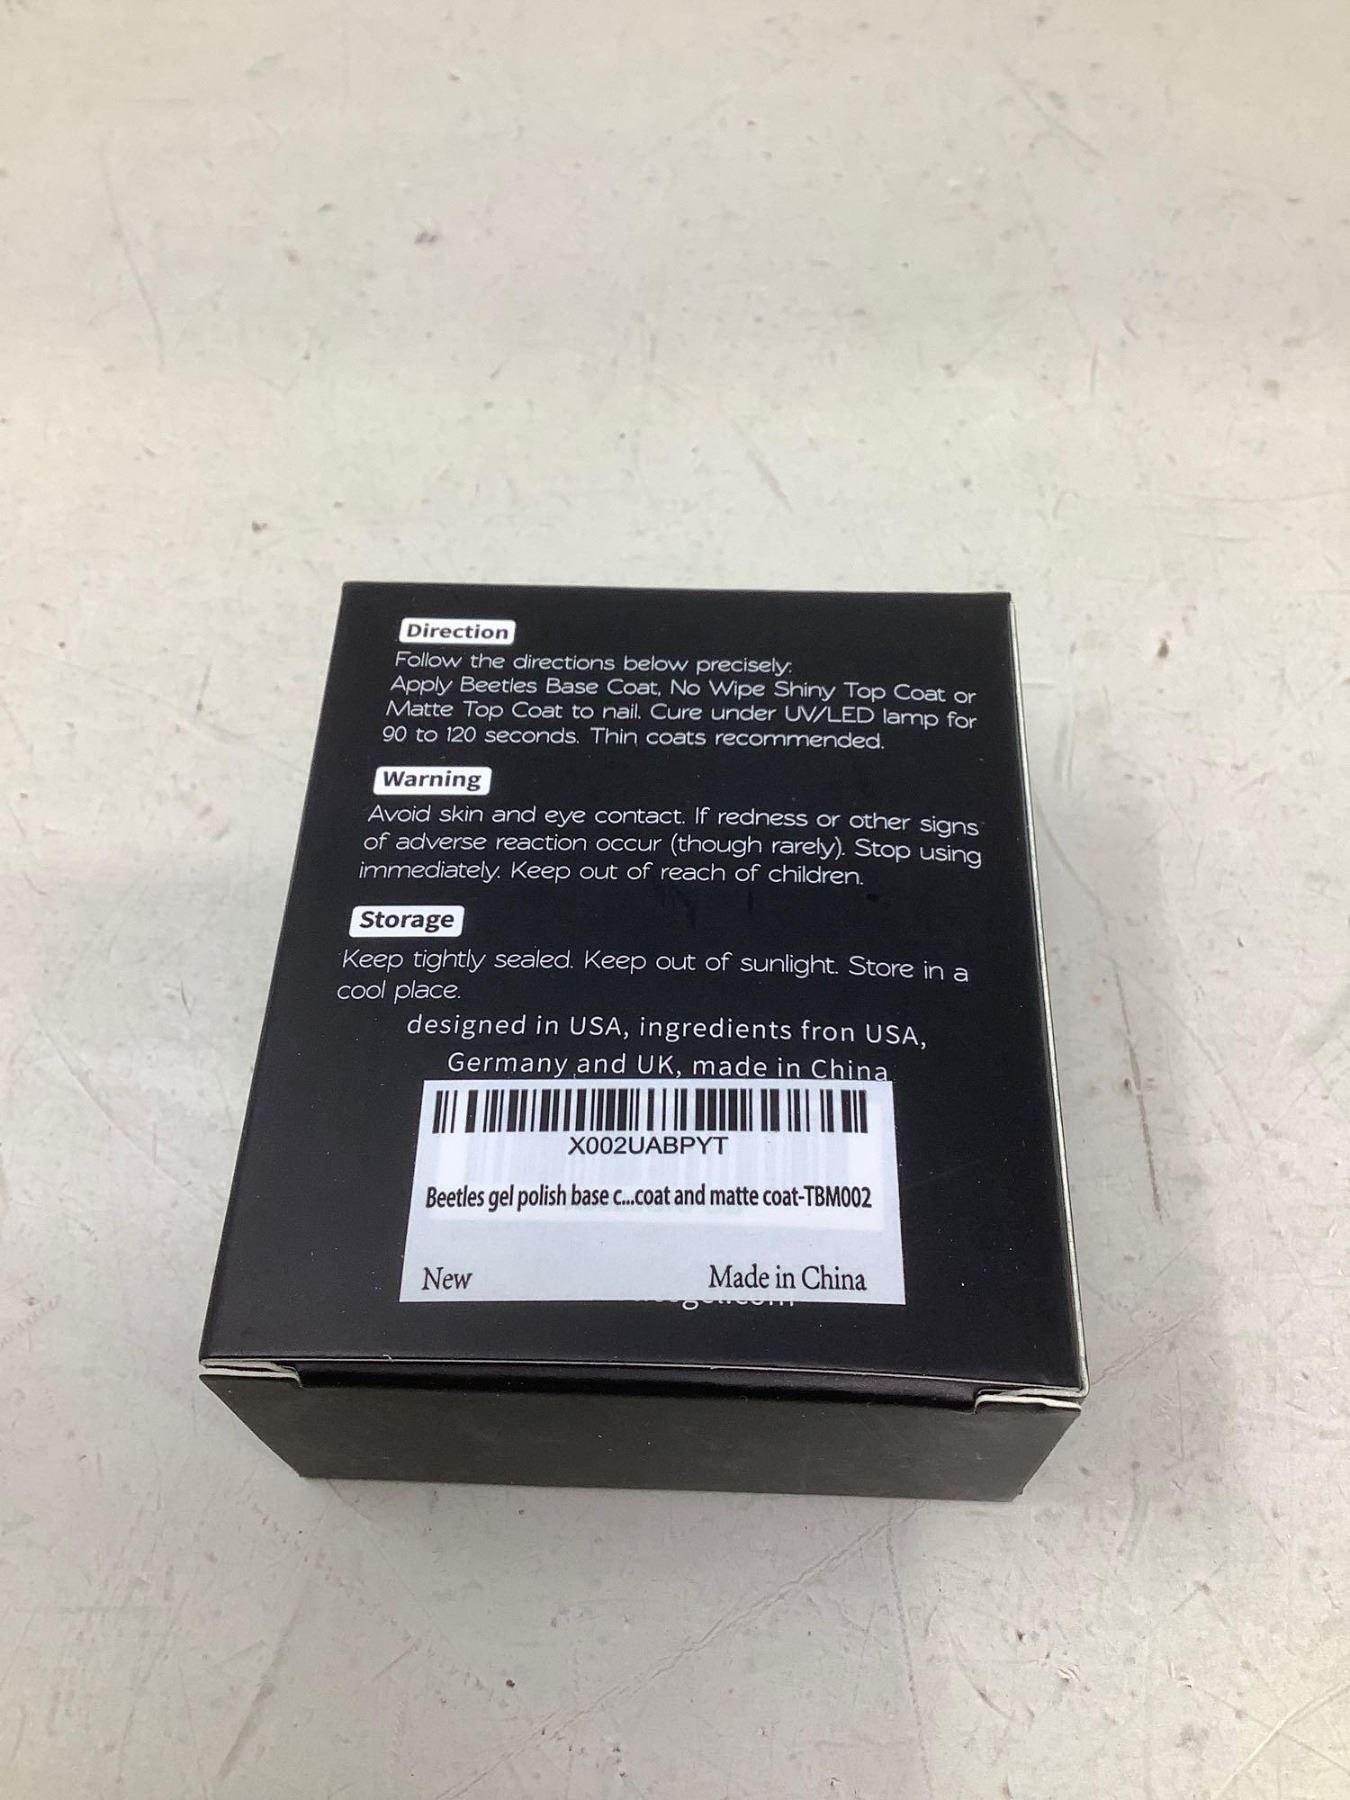 Direction
Follow the directions below precisely:
Apply Beetles Base Coat, No Wipe Shiny Top Coat or
Matte Top Coat to nail. Cure under UV/LED lamp for
90 to 120 seconds. Thin coats recommended.
Warning
Avoid skin and eye contact. If redness or other signs
of adverse reaction occur (though rarely). Stop using
immediately. Keep out of reach of children.
Storage
Keep tightly sealed. Keep out of sunlight. Store in a
cool place.
designed in USA, ingredients fron USA,
Germany and UK, made in China
X002UABPYT
Beetles gel polish base c...coat and matte coat-TBM002
New Made in China